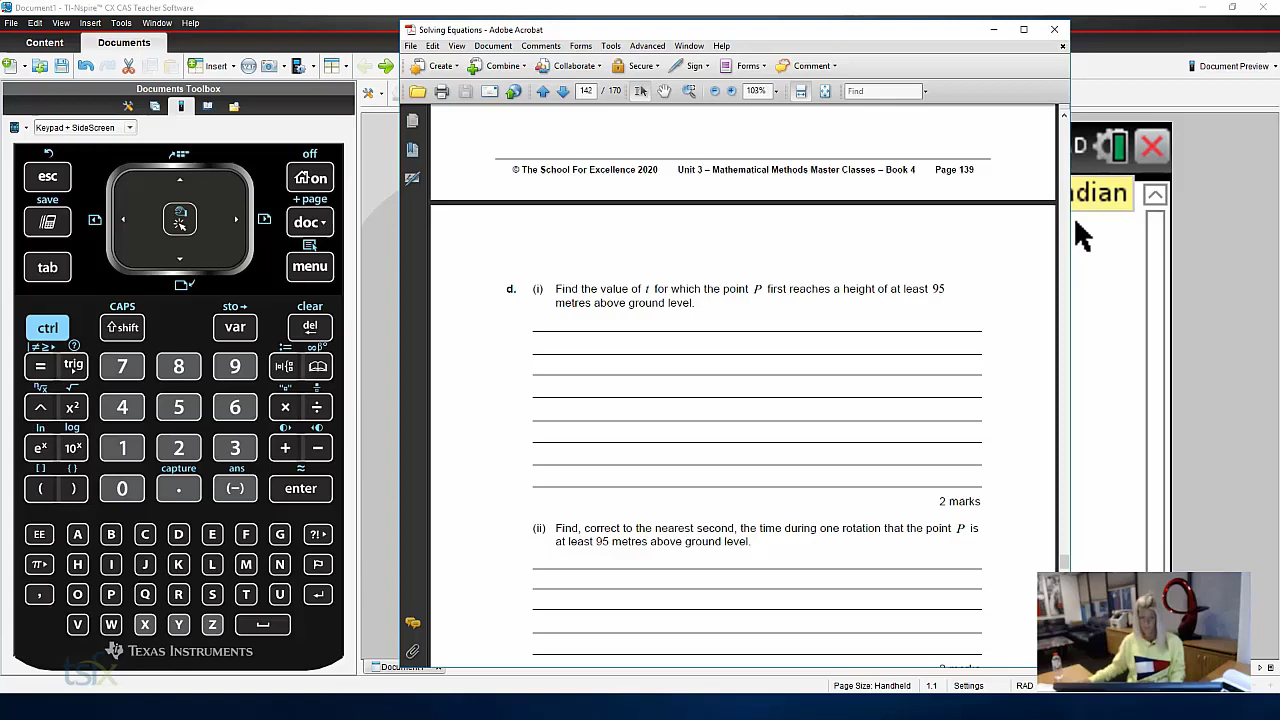 Document1 - TI-Nspire™ CX CAS Teacher Software
File Edit View Insert Tools Window Help
Content Documents
Insert
Document Preview
Documents Toolbox
Keypad + SideScreen
esc
off
on
save
+ page
doc
tab
menu
CAPS
sto→
clear
ctrl
shift
var
del
= trig 7 8 9
^ x² 4 5 6 × ÷
ln log
eˣ 10ˣ 1 2 3 + −
capture ans
( ) 0 . (−) enter
EE A B C D E F ?!
π H I J K L M N
, O P Q R S T U
V W X Y Z
TEXAS INSTRUMENTS
tsfx
Solving Equations - Adobe Acrobat
File Edit View Document Comments Forms Tools Advanced Window Help
Create Combine Collaborate Secure Sign Forms Comment
142 / 170 103% Find
© The School For Excellence 2020 Unit 3 – Mathematical Methods Master Classes – Book 4 Page 139
d. (i) Find the value of t for which the point P first reaches a height of at least 95
metres above ground level.
2 marks
(ii) Find, correct to the nearest second, the time during one rotation that the point P is
at least 95 metres above ground level.
D
dian
Document1
Page Size: Handheld 1.1 Settings RAD